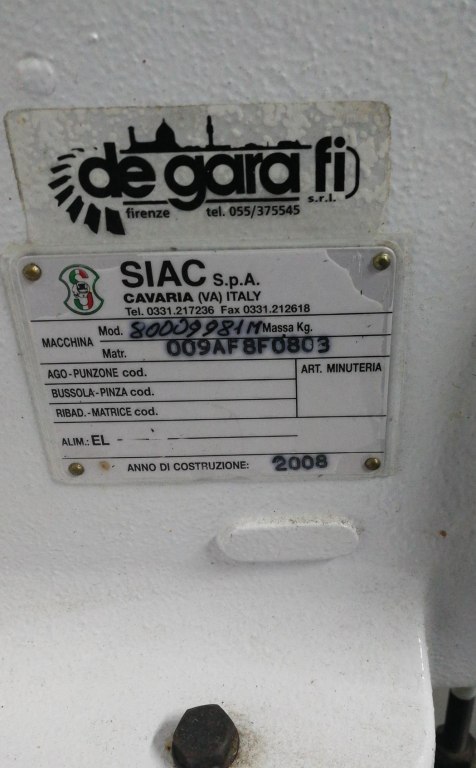 de gara fi
s.r.l.
firenze tel. 055/375545
SIAC S.p.A.
CAVARIA (VA) ITALY
Tel. 0331.217236 Fax 0331.212618
MACCHINA Mod. 80009981M Massa Kg.
Matr. 009AF8F0803
AGO-PUNZONE cod. ART. MINUTERIA
BUSSOLA-PINZA cod.
RIBAD.-MATRICE cod.
ALIM.: EL -
ANNO DI COSTRUZIONE: 2008